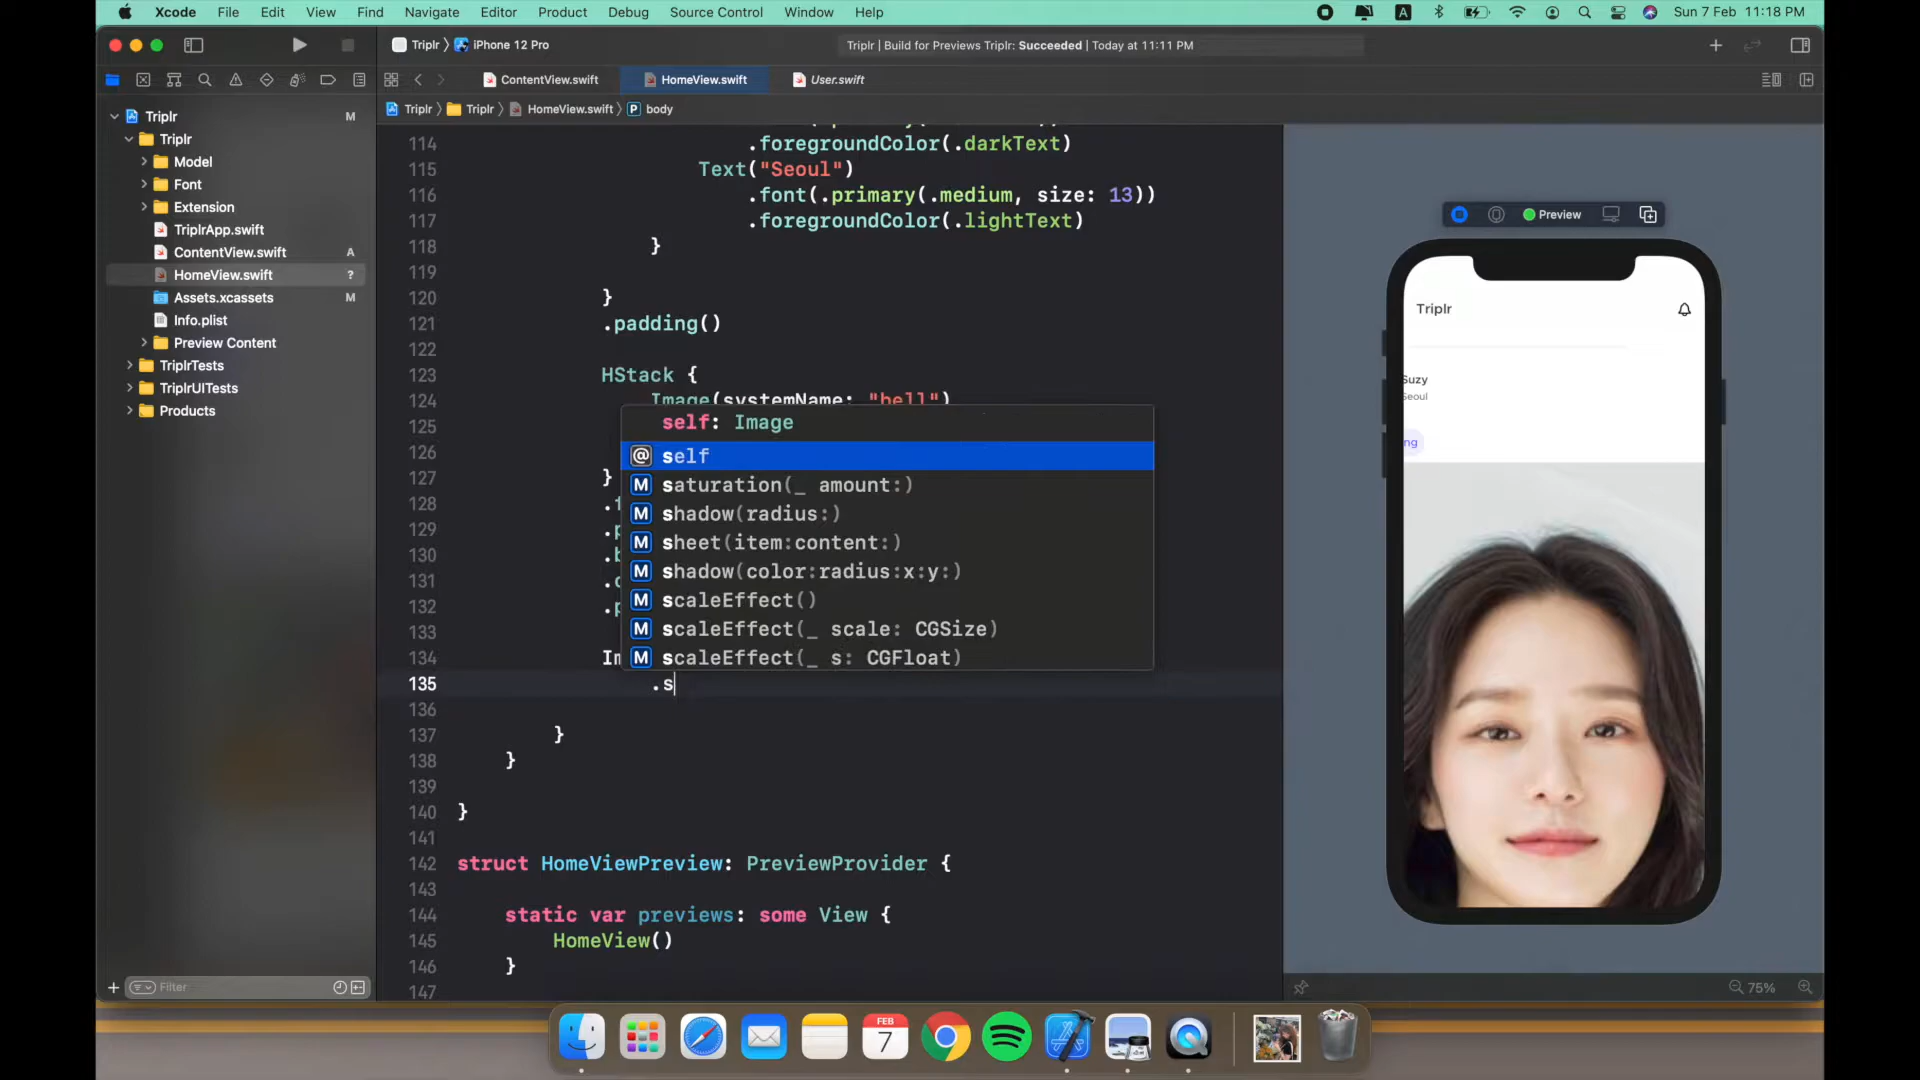 Xcode File Edit View Find Navigate Editor Product Debug Source Control Window Help A Sun 7 Feb 11:18 PM
Triplr iPhone 12 Pro Triplr | Build for Previews Triplr: Succeeded | Today at 11:11 PM
ContentView.swift HomeView.swift User.swift
Triplr Triplr HomeView.swift P body
Triplr M
Triplr
Model
Font
Extension
TriplrApp.swift
ContentView.swift A
HomeView.swift ?
Assets.xcassets M
Info.plist
Preview Content
TriplrTests
TriplrUITests
Products
Filter
114 .foregroundColor(.darkText)
115 Text("Seoul")
116 .font(.primary(.medium, size: 13))
117 .foregroundColor(.lightText)
118 }
119
120 }
121 .padding()
122
123 HStack {
124 Image(systemName: "bell")
125 self: Image
126 @ self
127 } M saturation(_ amount:)
128 M shadow(radius:)
129 M sheet(item:content:)
130 M shadow(color:radius:x:y:)
131 M scaleEffect()
132 M scaleEffect(_ scale: CGSize)
133
134 Im M scaleEffect(_ s: CGFloat)
135 .s
136
137 }
138 }
139
140 }
141
142 struct HomeViewPreview: PreviewProvider {
143
144 static var previews: some View {
145 HomeView()
146 }
147
Preview
Triplr
Suzy
Seoul
ng
75%
FEB
7